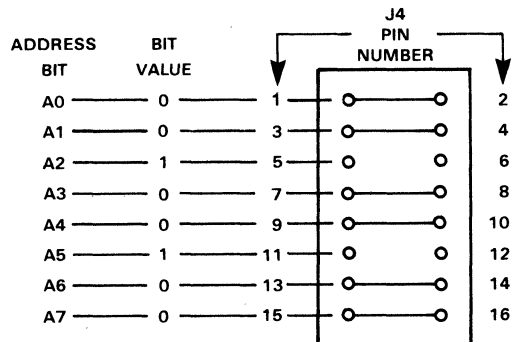 J4
PIN
NUMBER
ADDRESS BIT
BIT VALUE
A0 0 1 2
A1 0 3 4
A2 1 5 6
A3 0 7 8
A4 0 9 10
A5 1 11 12
A6 0 13 14
A7 0 15 16